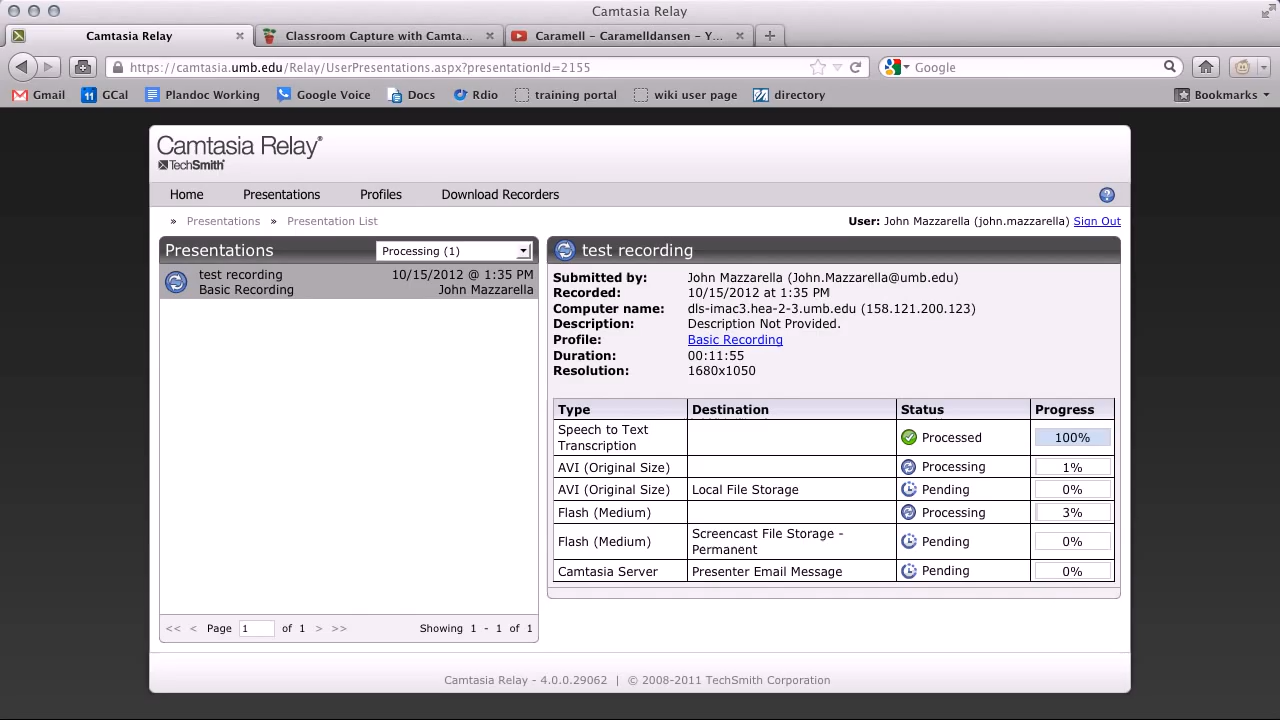 Camtasia Relay
Camtasia Relay
Classroom Capture with Camta...
Caramell – Caramelldansen – Y...
https://camtasia.umb.edu/Relay/UserPresentations.aspx?presentationId=2155
Google
Gmail
11 GCal
Plandoc Working
Google Voice
Docs
Rdio
training portal
wiki user page
directory
Bookmarks
Camtasia Relay®
TechSmith
Home Presentations Profiles Download Recorders ?
» Presentations » Presentation List
User: John Mazzarella (john.mazzarella) Sign Out
Presentations Processing (1)
test recording 10/15/2012 @ 1:35 PM
Basic Recording John Mazzarella
<< < Page 1 of 1 > >> Showing 1 - 1 of 1
test recording
Submitted by: John Mazzarella (John.Mazzarella@umb.edu)
Recorded: 10/15/2012 at 1:35 PM
Computer name: dls-imac3.hea-2-3.umb.edu (158.121.200.123)
Description: Description Not Provided.
Profile: Basic Recording
Duration: 00:11:55
Resolution: 1680x1050
Type Destination Status Progress
Speech to Text
Transcription Processed 100%
AVI (Original Size) Processing 1%
AVI (Original Size) Local File Storage Pending 0%
Flash (Medium) Processing 3%
Flash (Medium) Screencast File Storage -
Permanent Pending 0%
Camtasia Server Presenter Email Message Pending 0%
Camtasia Relay - 4.0.0.29062 | © 2008-2011 TechSmith Corporation